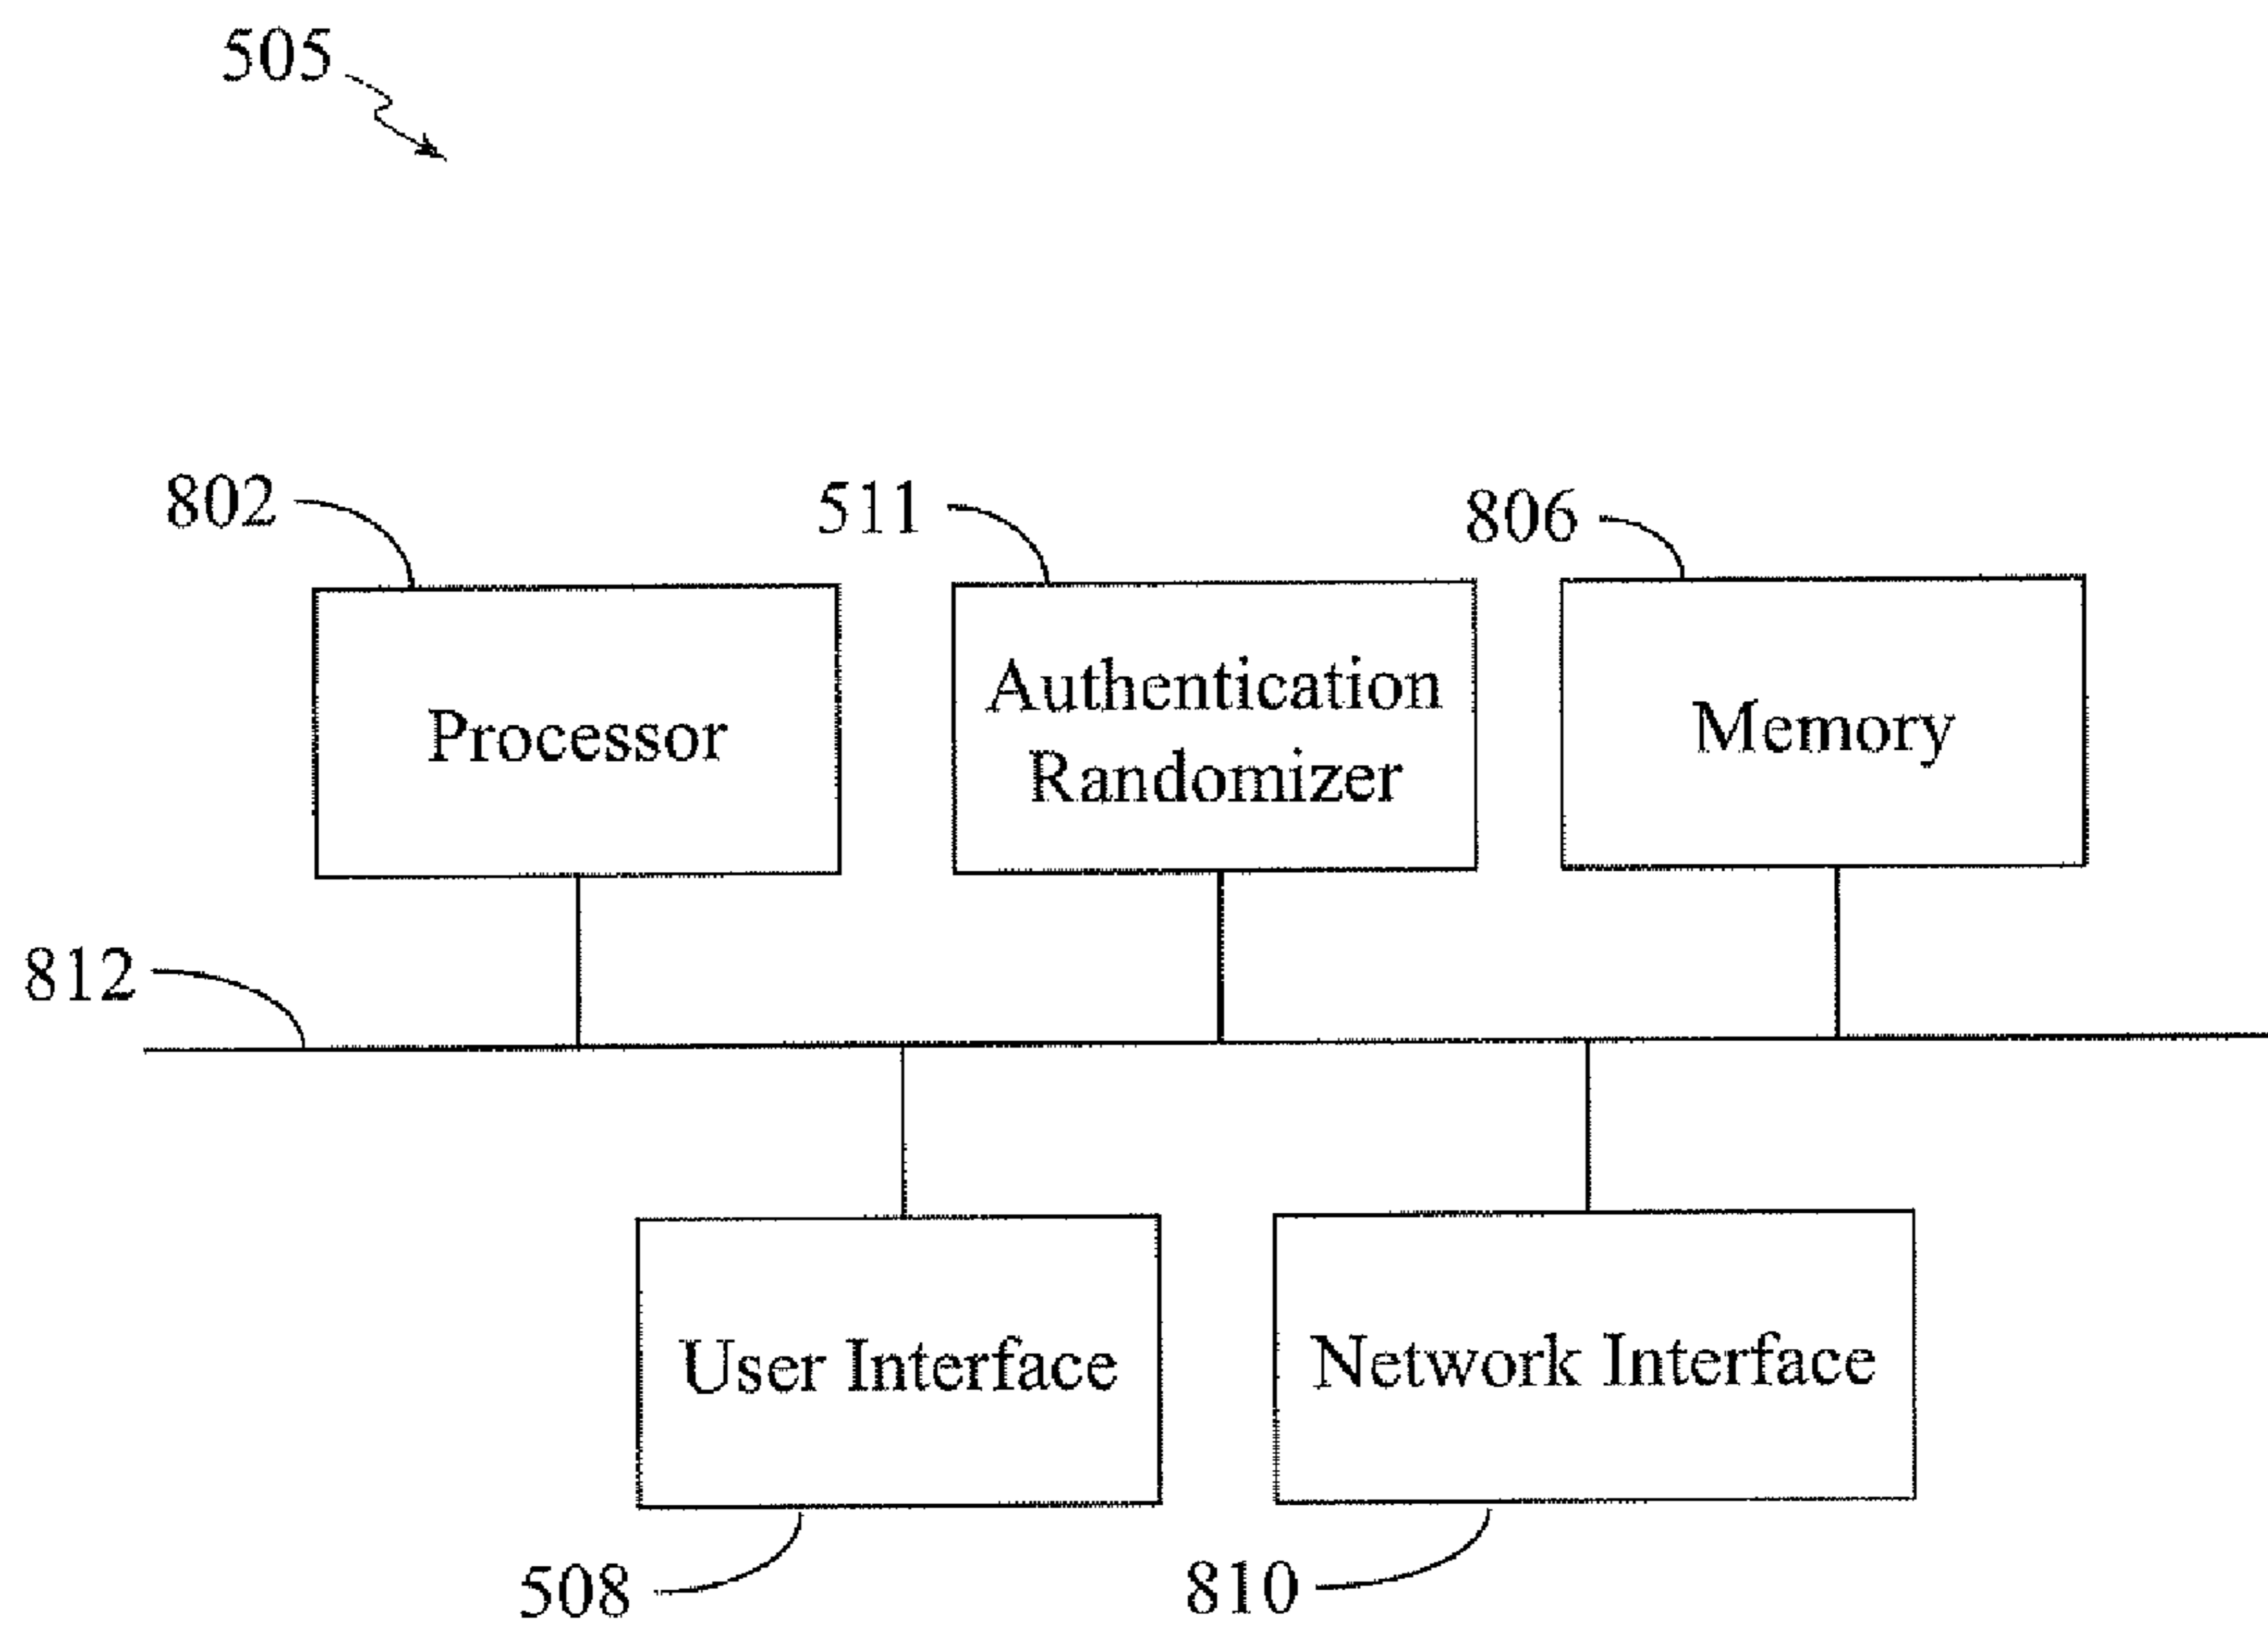 505
802
511
806
Processor
Authentication
Randomizer
Memory
812
User Interface
Network Interface
508
810